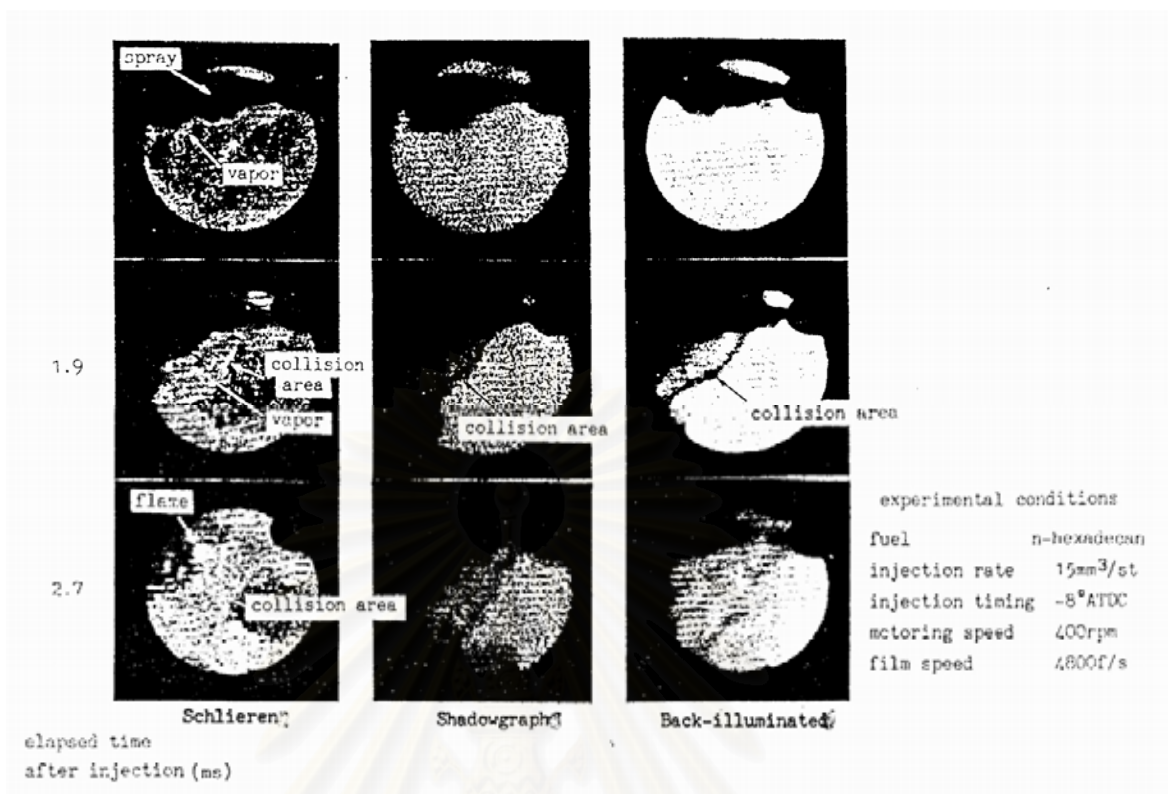 spray
vapor
1.9
collision
area
vapor
collision area
collision area
flame
2.7
collision area
experimental conditions
fuel n-hexadecan
injection rate 15mm³/st
injection timing -8°ATDC
motoring speed 400rpm
film speed 4800f/s
Schlieren
Shadowgraph
Back-illuminated
elapsed time
after injection (ms)